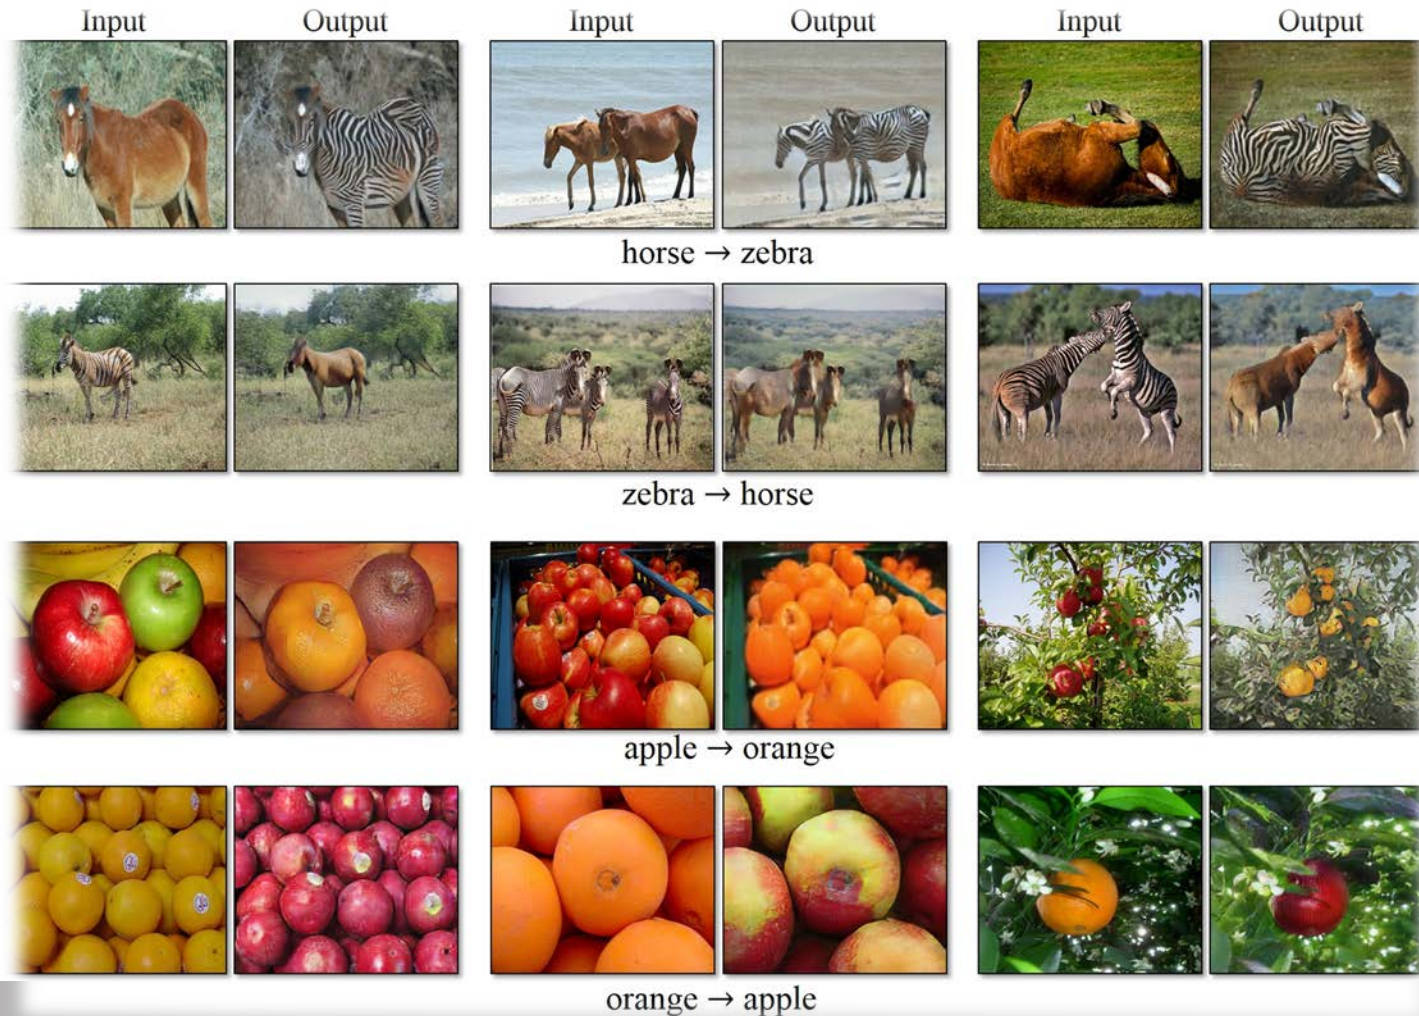 Input Output Input Output Input Output
horse → zebra
zebra → horse
apple → orange
orange → apple